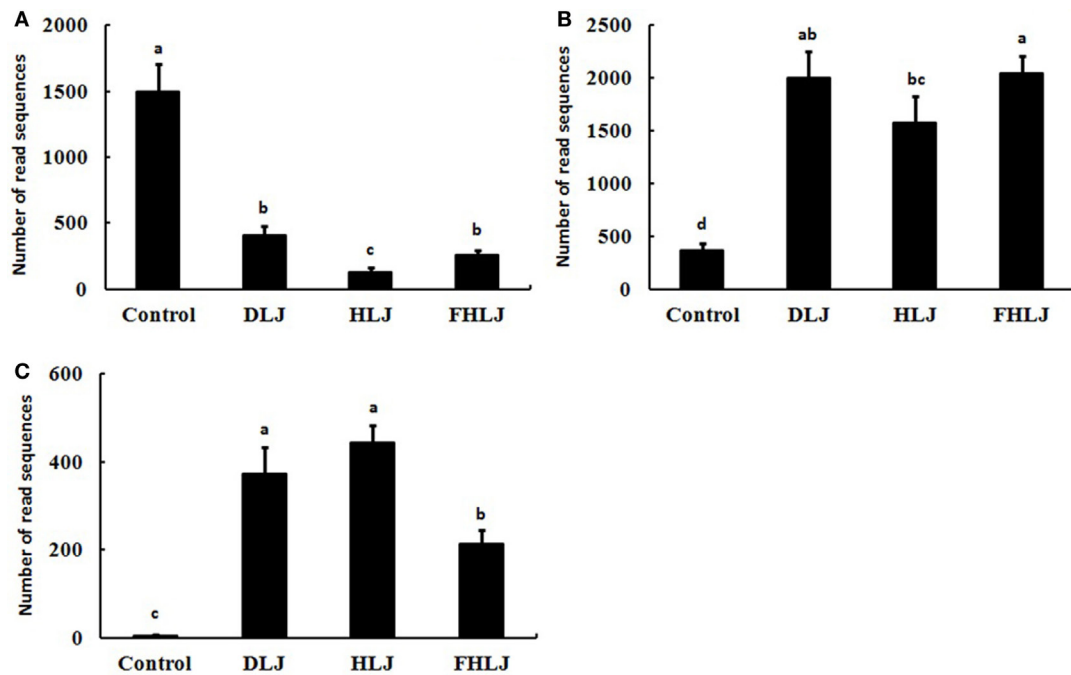 A
Number of read sequences
2000
1500
1000
500
0
a
b
c
b
Control DLJ HLJ FHLJ
B
Number of read sequences
2500
2000
1500
1000
500
0
d
ab
bc
a
Control DLJ HLJ FHLJ
C
Number of read sequences
600
400
200
0
c
a
a
b
Control DLJ HLJ FHLJ